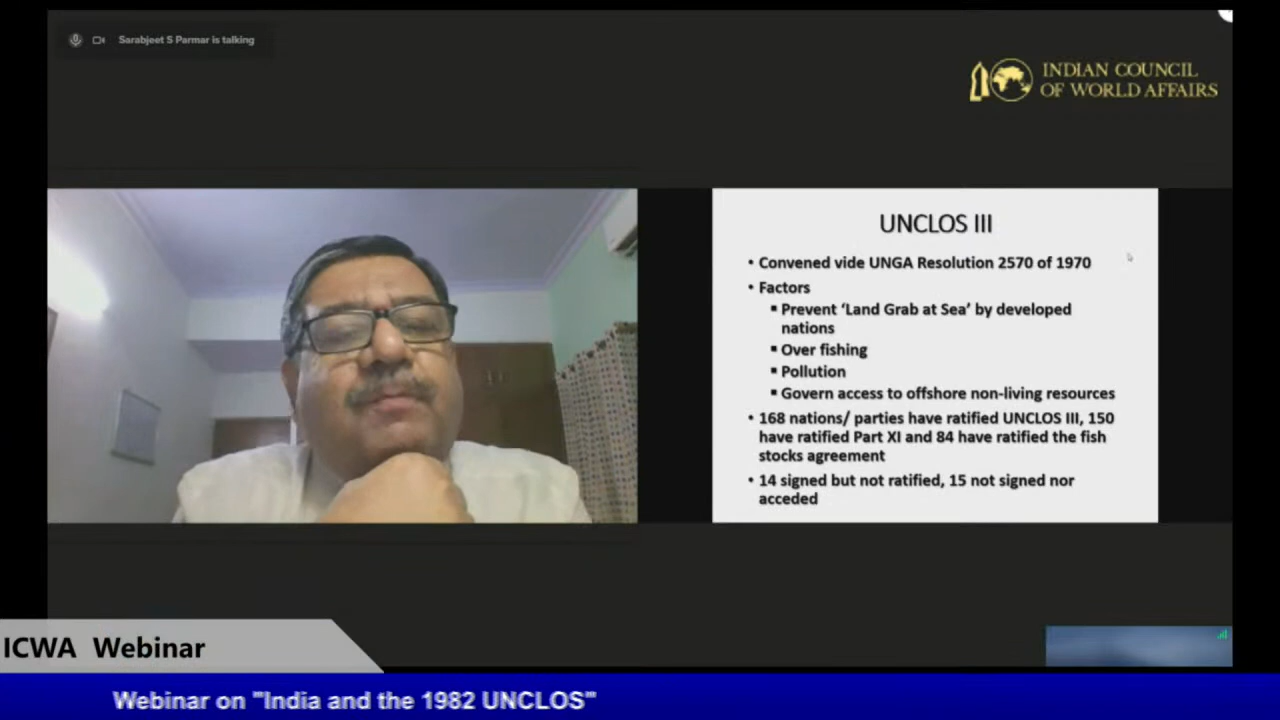 Sarabjeet S Parmar is talking
INDIAN COUNCIL
OF WORLD AFFAIRS
UNCLOS III
• Convened vide UNGA Resolution 2570 of 1970
• Factors
▪ Prevent ‘Land Grab at Sea’ by developed
nations
▪ Over fishing
▪ Pollution
▪ Govern access to offshore non-living resources
• 168 nations/ parties have ratified UNCLOS III, 150
have ratified Part XI and 84 have ratified the fish
stocks agreement
• 14 signed but not ratified, 15 not signed nor
acceded
ICWA Webinar
Webinar on "India and the 1982 UNCLOS"